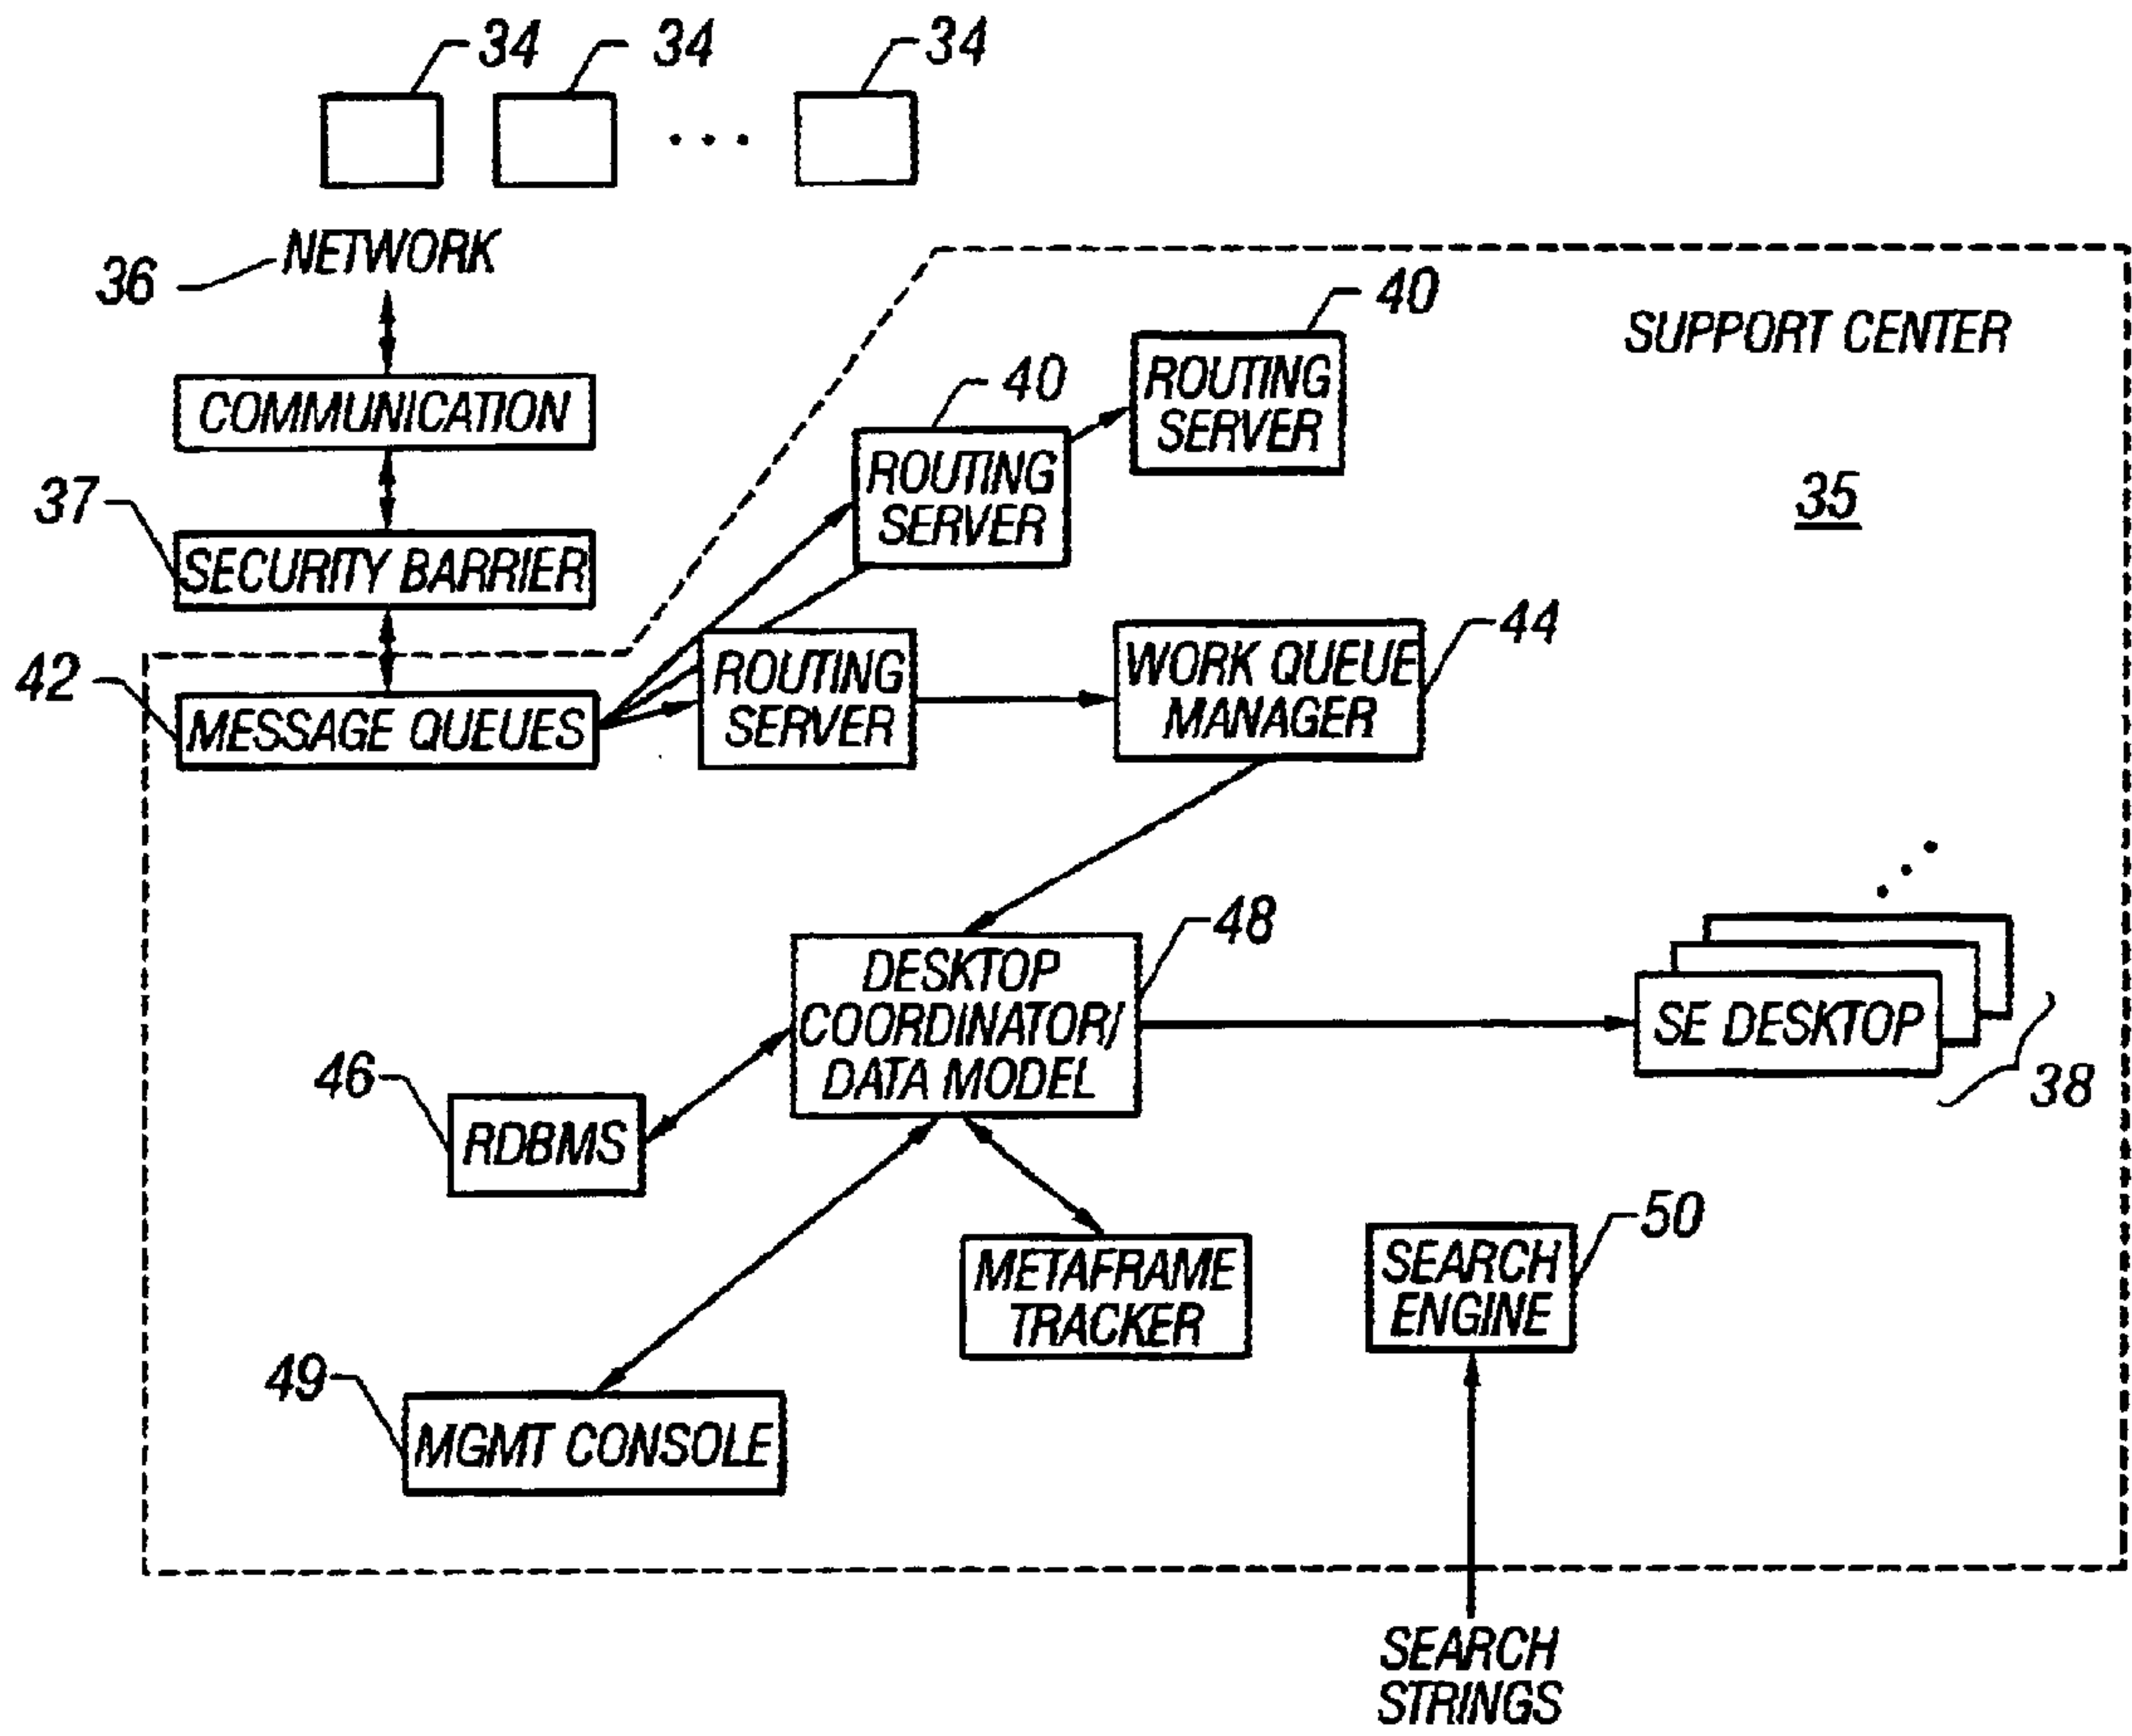 34
34
34
36
NETWORK
40
SUPPORT CENTER
ROUTING
SERVER
40
COMMUNICATION
ROUTING
SERVER
35
37
SECURITY BARRIER
44
42
MESSAGE QUEUES
ROUTING
SERVER
WORK QUEUE
MANAGER
48
DESKTOP
COORDINATOR/
DATA MODEL
SE DESKTOP
38
46
RDBMS
50
METAFRAME
TRACKER
SEARCH
ENGINE
49
MGMT CONSOLE
SEARCH
STRINGS